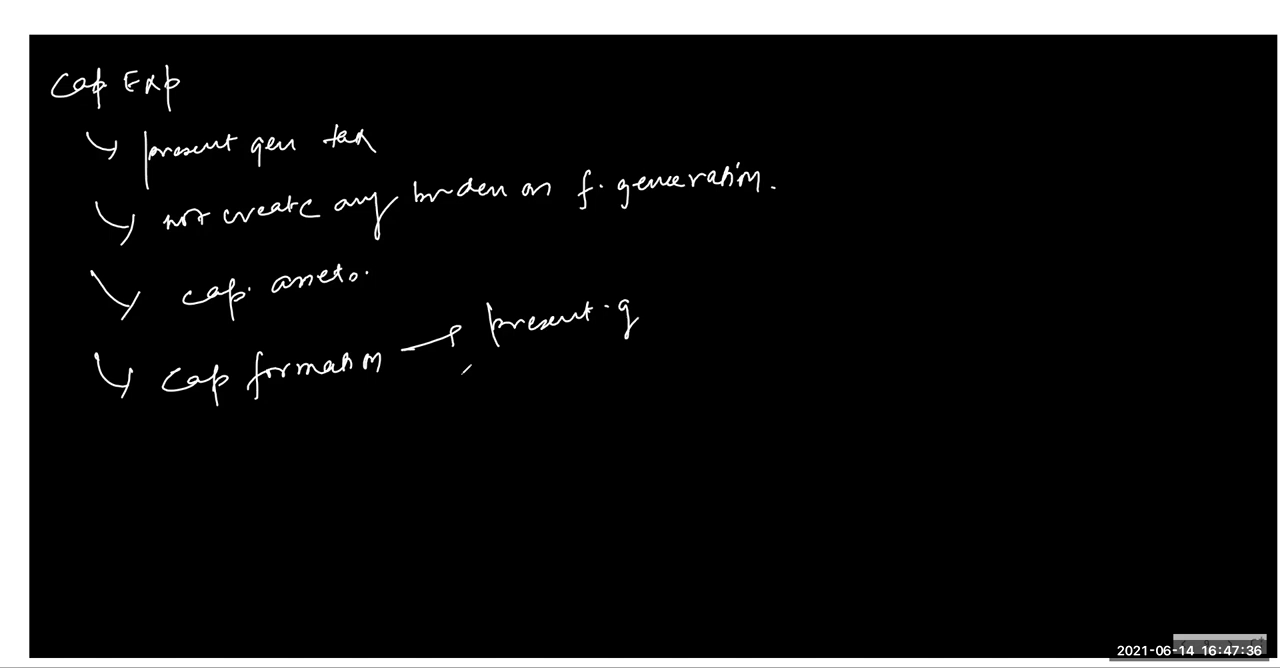 Cap Exp
present gen tax
not create any burden on f. generation.
cap. assets.
Cap formation → present. g
2021-06-14 16:47:36